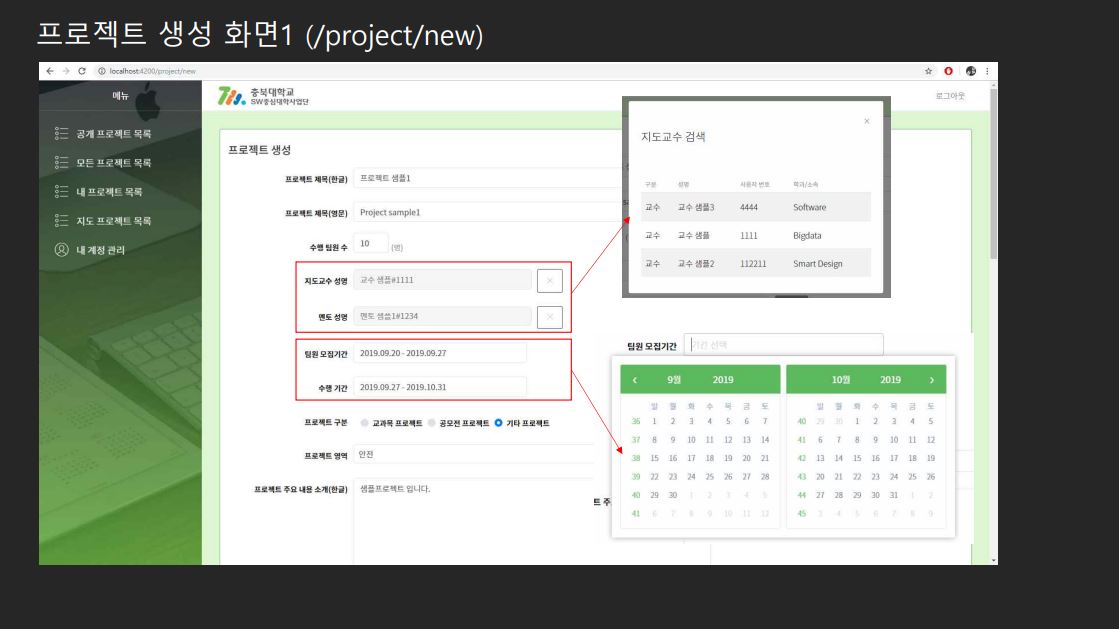 프로젝트 생성 화면1 (/project/new)
localhost:4200/project/new
메뉴
충북대학교
SW중심대학사업단
로그아웃
공개 프로젝트 목록
모든 프로젝트 목록
내 프로젝트 목록
지도 프로젝트 목록
내 계정 관리
프로젝트 생성
프로젝트 제목(한글) 프로젝트 샘플1
프로젝트 제목(영문) Project sample1
수행 팀원 수 10 (명)
지도교수 성명 교수 샘플#1111 ×
멘토 성명 멘토 샘플1#1234 ×
팀원 모집기간 2019.09.20 - 2019.09.27
수행 기간 2019.09.27 - 2019.10.31
프로젝트 구분 교과목 프로젝트 공모전 프로젝트 기타 프로젝트
프로젝트 영역 안전
프로젝트 주요 내용 소개(한글) 샘플프로젝트 입니다.
×
지도교수 검색
구분 성명 사용자 번호 학과/소속
교수 교수 샘플3 4444 Software
교수 교수 샘플 1111 Bigdata
교수 교수 샘플2 112211 Smart Design
팀원 모집기간 기간 선택
트 주
‹ 9월 2019
일 월 화 수 목 금 토
36 1 2 3 4 5 6 7
37 8 9 10 11 12 13 14
38 15 16 17 18 19 20 21
39 22 23 24 25 26 27 28
40 29 30 1 2 3 4 5
41 6 7 8 9 10 11 12
10월 2019 ›
일 월 화 수 목 금 토
40 29 30 1 2 3 4 5
41 6 7 8 9 10 11 12
42 13 14 15 16 17 18 19
43 20 21 22 23 24 25 26
44 27 28 29 30 31 1 2
45 3 4 5 6 7 8 9